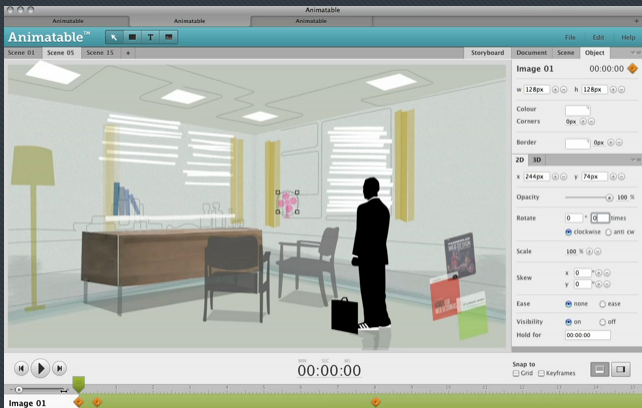 Animatable
Animatable
Animatable
Animatable
+
Animatable™
T
File
Edit
Help
Scene 01
Scene 05
Scene 15
+
Storyboard
Document
Scene
Object
Image 01
00:00:00
w 128px
h 128px
Colour
Corners
0px
Border
0px
2D
3D
x 244px
y 74px
Opacity
100 %
Rotate
0 °
0 times
clockwise
anti cw
Scale
100 %
Skew
x 0 °
y 0 °
Ease
none
ease
Visibility
on
off
Hold for
00:00:00
MIN
SEC
00:00:00
Snap to
Grid
Keyframes
Image 01